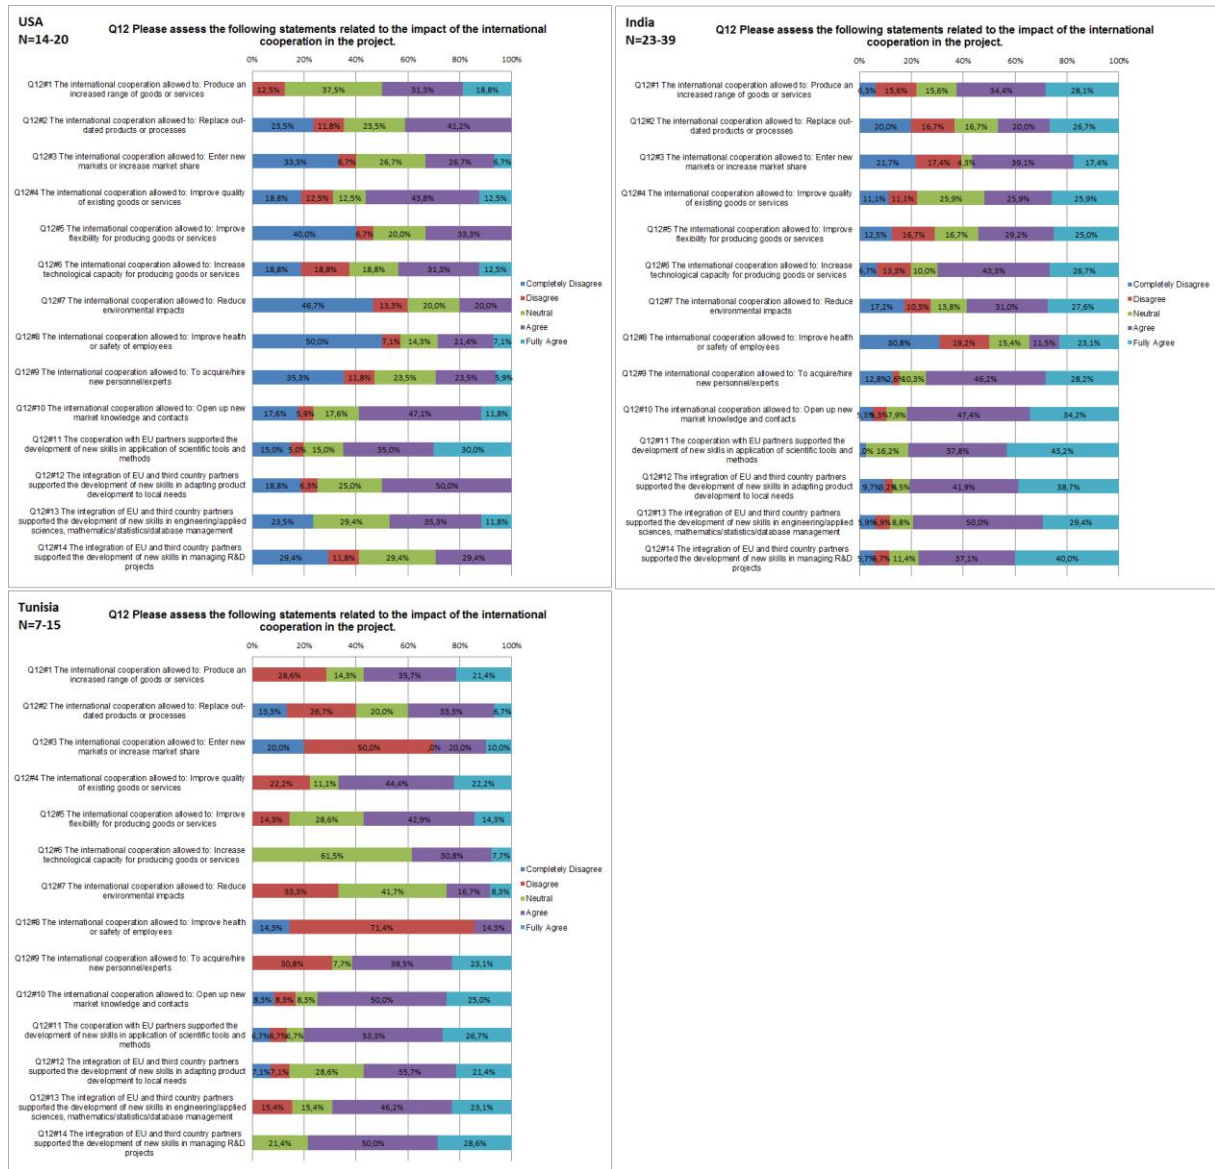 USA
N=14-20
Q12 Please assess the following statements related to the impact of the international
cooperation in the project.
0% 20% 40% 60% 80% 100%
Q12#1 The international cooperation allowed to: Produce an
increased range of goods or services
12,5% 37,5% 31,3% 18,8%
Q12#2 The international cooperation allowed to: Replace out-
dated products or processes
23,5% 11,8% 23,5% 41,2%
Q12#3 The international cooperation allowed to: Enter new
markets or increase market share
33,3% 6,7% 26,7% 26,7% 6,7%
Q12#4 The international cooperation allowed to: Improve quality
of existing goods or services
18,8% 12,5% 12,5% 43,8% 12,5%
Q12#5 The international cooperation allowed to: Improve
flexibility for producing goods or services
40,0% 6,7% 20,0% 33,3%
Q12#6 The international cooperation allowed to: Increase
technological capacity for producing goods or services
18,8% 18,8% 18,8% 31,3% 12,5%
Q12#7 The international cooperation allowed to: Reduce
environmental impacts
46,7% 13,3% 20,0% 20,0%
Q12#8 The international cooperation allowed to: Improve health
or safety of employees
50,0% 7,1% 14,3% 21,4% 7,1%
Q12#9 The international cooperation allowed to: To acquire/hire
new personnel/experts
35,3% 11,8% 23,5% 23,5% 5,9%
Q12#10 The international cooperation allowed to: Open up new
market knowledge and contacts
17,6% 5,9% 17,6% 47,1% 11,8%
Q12#11 The cooperation with EU partners supported the
development of new skills in application of scientific tools and
methods
15,0% 5,0% 15,0% 35,0% 30,0%
Q12#12 The integration of EU and third country partners
supported the development of new skills in adapting product
development to local needs
18,8% 6,3% 25,0% 50,0%
Q12#13 The integration of EU and third country partners
supported the development of new skills in engineering/applied
sciences, mathematics/statistics/database management
23,5% 29,4% 35,3% 11,8%
Q12#14 The integration of EU and third country partners
supported the development of new skills in managing R&D
projects
29,4% 11,8% 29,4% 29,4%
Completely Disagree
Disagree
Neutral
Agree
Fully Agree
India
N=23-39
Q12 Please assess the following statements related to the impact of the international
cooperation in the project.
0% 20% 40% 60% 80% 100%
Q12#1 The international cooperation allowed to: Produce an
increased range of goods or services
6,3% 15,6% 15,6% 34,4% 28,1%
Q12#2 The international cooperation allowed to: Replace out-
dated products or processes
20,0% 16,7% 16,7% 20,0% 26,7%
Q12#3 The international cooperation allowed to: Enter new
markets or increase market share
21,7% 17,4% 4,3% 39,1% 17,4%
Q12#4 The international cooperation allowed to: Improve quality
of existing goods or services
11,1% 11,1% 25,9% 25,9% 25,9%
Q12#5 The international cooperation allowed to: Improve
flexibility for producing goods or services
12,5% 16,7% 16,7% 29,2% 25,0%
Q12#6 The international cooperation allowed to: Increase
technological capacity for producing goods or services
6,7% 13,3% 10,0% 43,3% 26,7%
Q12#7 The international cooperation allowed to: Reduce
environmental impacts
17,2% 10,3% 13,8% 31,0% 27,6%
Q12#8 The international cooperation allowed to: Improve health
or safety of employees
30,8% 19,2% 15,4% 11,5% 23,1%
Q12#9 The international cooperation allowed to: To acquire/hire
new personnel/experts
12,8% 2,6% 10,3% 46,2% 28,2%
Q12#10 The international cooperation allowed to: Open up new
market knowledge and contacts
5,3% 5,3% 7,9% 47,4% 34,2%
Q12#11 The cooperation with EU partners supported the
development of new skills in application of scientific tools and
methods
16,2% 37,8% 43,2%
Q12#12 The integration of EU and third country partners
supported the development of new skills in adapting product
development to local needs
9,7% 3,2% 6,5% 41,9% 38,7%
Q12#13 The integration of EU and third country partners
supported the development of new skills in engineering/applied
sciences, mathematics/statistics/database management
5,9% 5,9% 8,8% 50,0% 29,4%
Q12#14 The integration of EU and third country partners
supported the development of new skills in managing R&D
projects
5,7% 5,7% 11,4% 37,1% 40,0%
Completely Disagree
Disagree
Neutral
Agree
Fully Agree
Tunisia
N=7-15
Q12 Please assess the following statements related to the impact of the international
cooperation in the project.
0% 20% 40% 60% 80% 100%
Q12#1 The international cooperation allowed to: Produce an
increased range of goods or services
28,6% 14,3% 35,7% 21,4%
Q12#2 The international cooperation allowed to: Replace out-
dated products or processes
13,3% 26,7% 20,0% 33,3% 6,7%
Q12#3 The international cooperation allowed to: Enter new
markets or increase market share
20,0% 50,0% ,0% 20,0% 10,0%
Q12#4 The international cooperation allowed to: Improve quality
of existing goods or services
22,2% 11,1% 44,4% 22,2%
Q12#5 The international cooperation allowed to: Improve
flexibility for producing goods or services
14,3% 28,6% 42,9% 14,3%
Q12#6 The international cooperation allowed to: Increase
technological capacity for producing goods or services
61,5% 30,8% 7,7%
Q12#7 The international cooperation allowed to: Reduce
environmental impacts
33,3% 41,7% 16,7% 8,3%
Q12#8 The international cooperation allowed to: Improve health
or safety of employees
14,3% 71,4% 14,3%
Q12#9 The international cooperation allowed to: To acquire/hire
new personnel/experts
30,8% 7,7% 38,5% 23,1%
Q12#10 The international cooperation allowed to: Open up new
market knowledge and contacts
8,3% 8,3% 8,3% 50,0% 25,0%
Q12#11 The cooperation with EU partners supported the
development of new skills in application of scientific tools and
methods
6,7% 6,7% 6,7% 53,3% 26,7%
Q12#12 The integration of EU and third country partners
supported the development of new skills in adapting product
development to local needs
7,1% 7,1% 28,6% 35,7% 21,4%
Q12#13 The integration of EU and third country partners
supported the development of new skills in engineering/applied
sciences, mathematics/statistics/database management
15,4% 15,4% 46,2% 23,1%
Q12#14 The integration of EU and third country partners
supported the development of new skills in managing R&D
projects
21,4% 50,0% 28,6%
Completely Disagree
Disagree
Neutral
Agree
Fully Agree